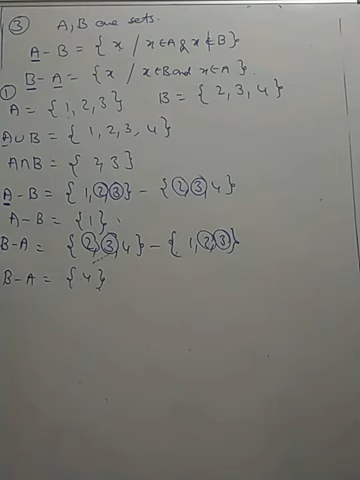 ③ A, B are sets.
A - B = { x / x∈A & x∉B}
B - A = { x / x∈B and x∈A }.
① A = { 1, 2, 3} B = { 2, 3, 4}
A∪B = { 1, 2, 3, 4}
A∩B = { 2, 3}
A - B = { 1, ②, ③} - { ②, ③, 4}
A - B = { 1 }.
B - A = { ②, ③, 4} - { 1, ②, ③}
B - A = { 4 }